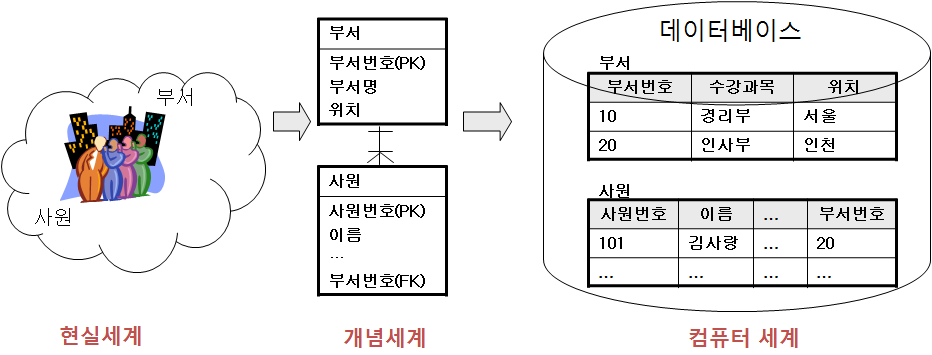 부서
사원
현실세계
부서
부서번호(PK)
부서명
위치
사원
사원번호(PK)
이름
...
부서번호(FK)
개념세계
데이터베이스
부서
부서번호 수강과목 위치
10 경리부 서울
20 인사부 인천
사원
사원번호 이름 ... 부서번호
101 김사랑 ... 20
... ... ... ...
컴퓨터 세계